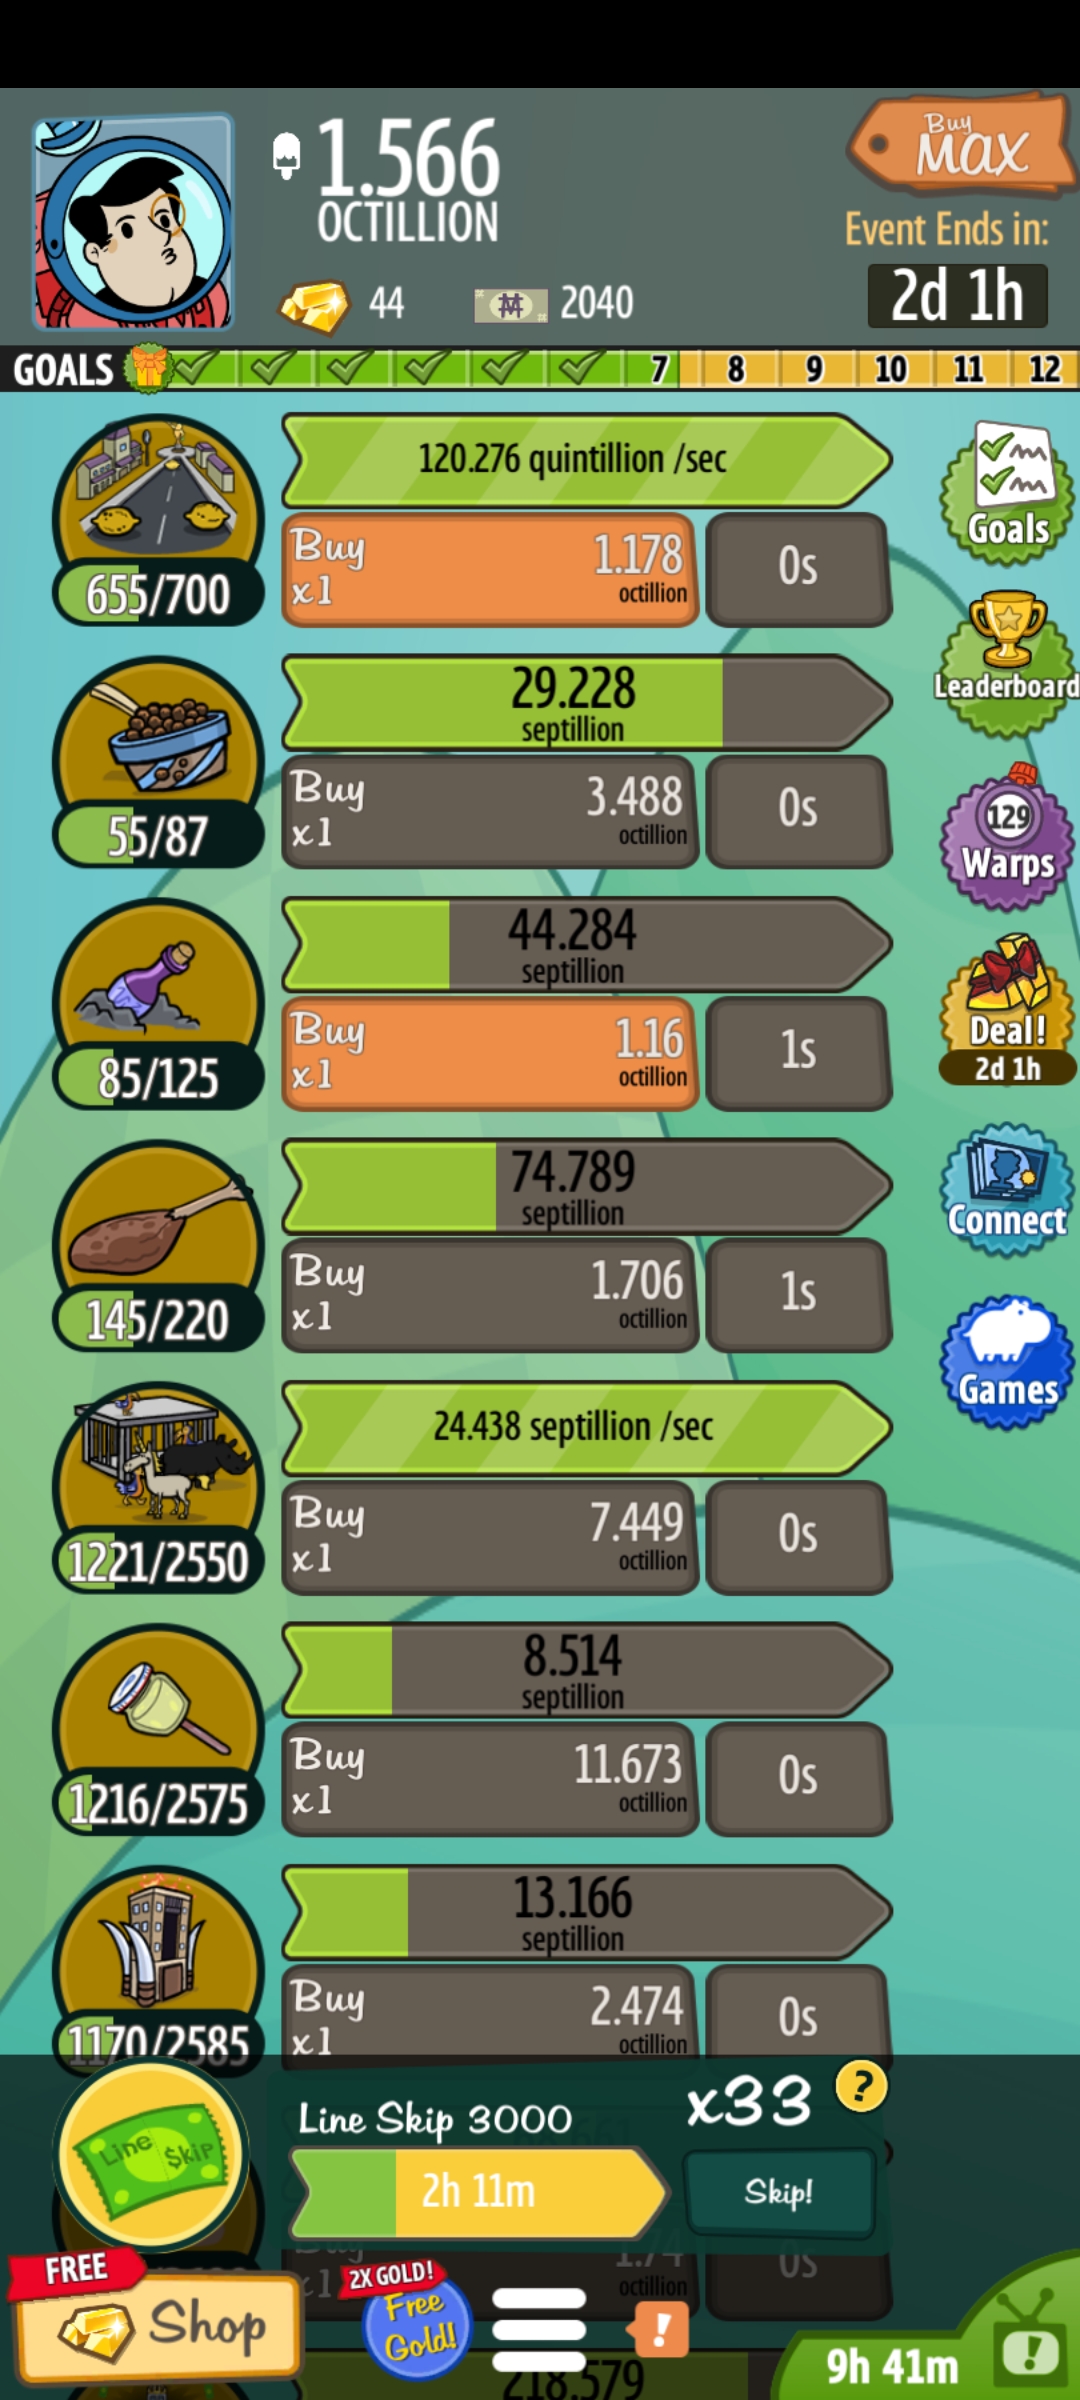 1.566
OCTILLION
44
2040
Buy
MAX
Event Ends in:
2d 1h
GOALS 7 8 9 10 11 12
120.276 quintillion /sec
Buy
x1
1.178
octillion
0s
655/700
29.228
septillion
Buy
x1
3.488
octillion
0s
55/87
44.284
septillion
Buy
x1
1.16
octillion
1s
85/125
74.789
septillion
Buy
x1
1.706
octillion
1s
145/220
24.438 septillion /sec
Buy
x1
7.449
octillion
0s
1221/2550
8.514
septillion
Buy
x1
11.673
octillion
0s
1216/2575
13.166
septillion
Buy
x1
2.474
octillion
0s
1170/2585
Goals
Leaderboard
129
Warps
Deal!
2d 1h
Connect
Games
Line Skip
Line Skip 3000
x33
?
2h 11m
Skip!
Buy
x1
1.74
octillion
0s
FREE
Shop
2X GOLD!
Free
Gold!
!
9h 41m
!
218.579